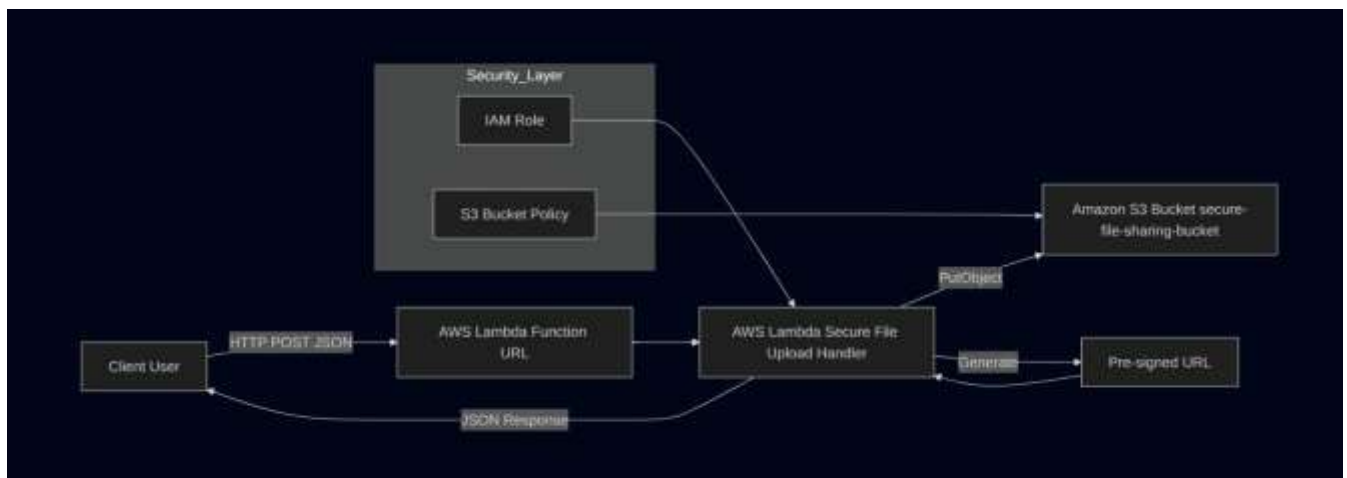 Security_Layer
IAM Role
S3 Bucket Policy
Amazon S3 Bucket secure-
file-sharing-bucket
PutObject
HTTP POST JSON
AWS Lambda Function
URL
AWS Lambda Secure File
Upload Handler
Client User
Generate
Pre-signed URL
JSON Response